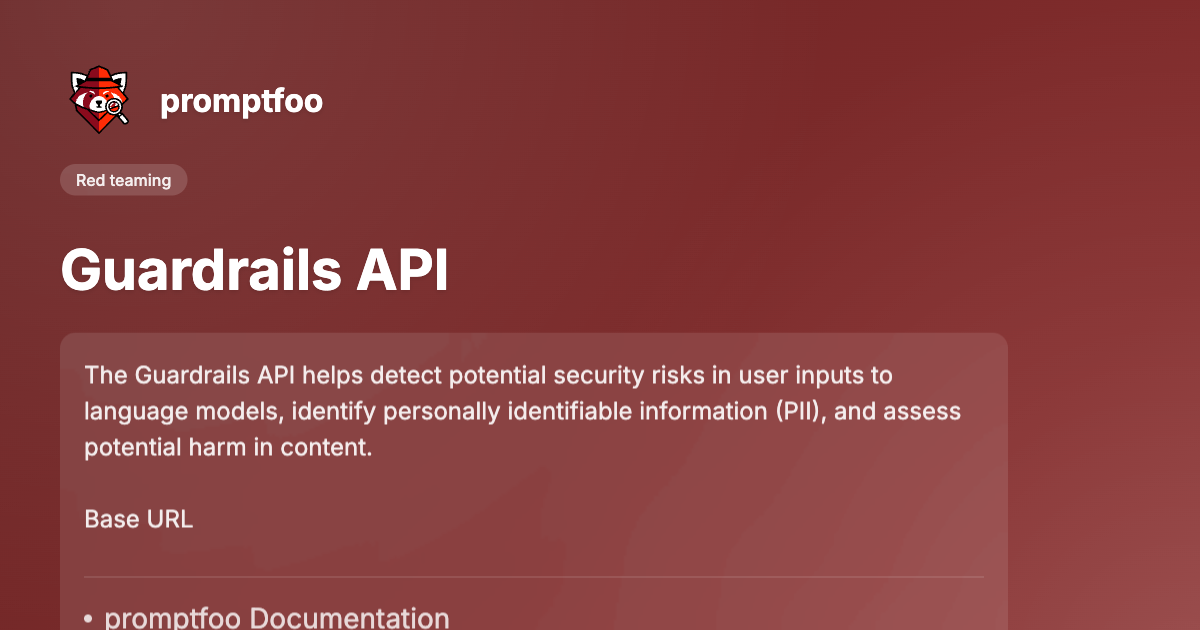 promptfoo
Red teaming
Guardrails API
The Guardrails API helps detect potential security risks in user inputs to
language models, identify personally identifiable information (PII), and assess
potential harm in content.
Base URL
• promptfoo Documentation